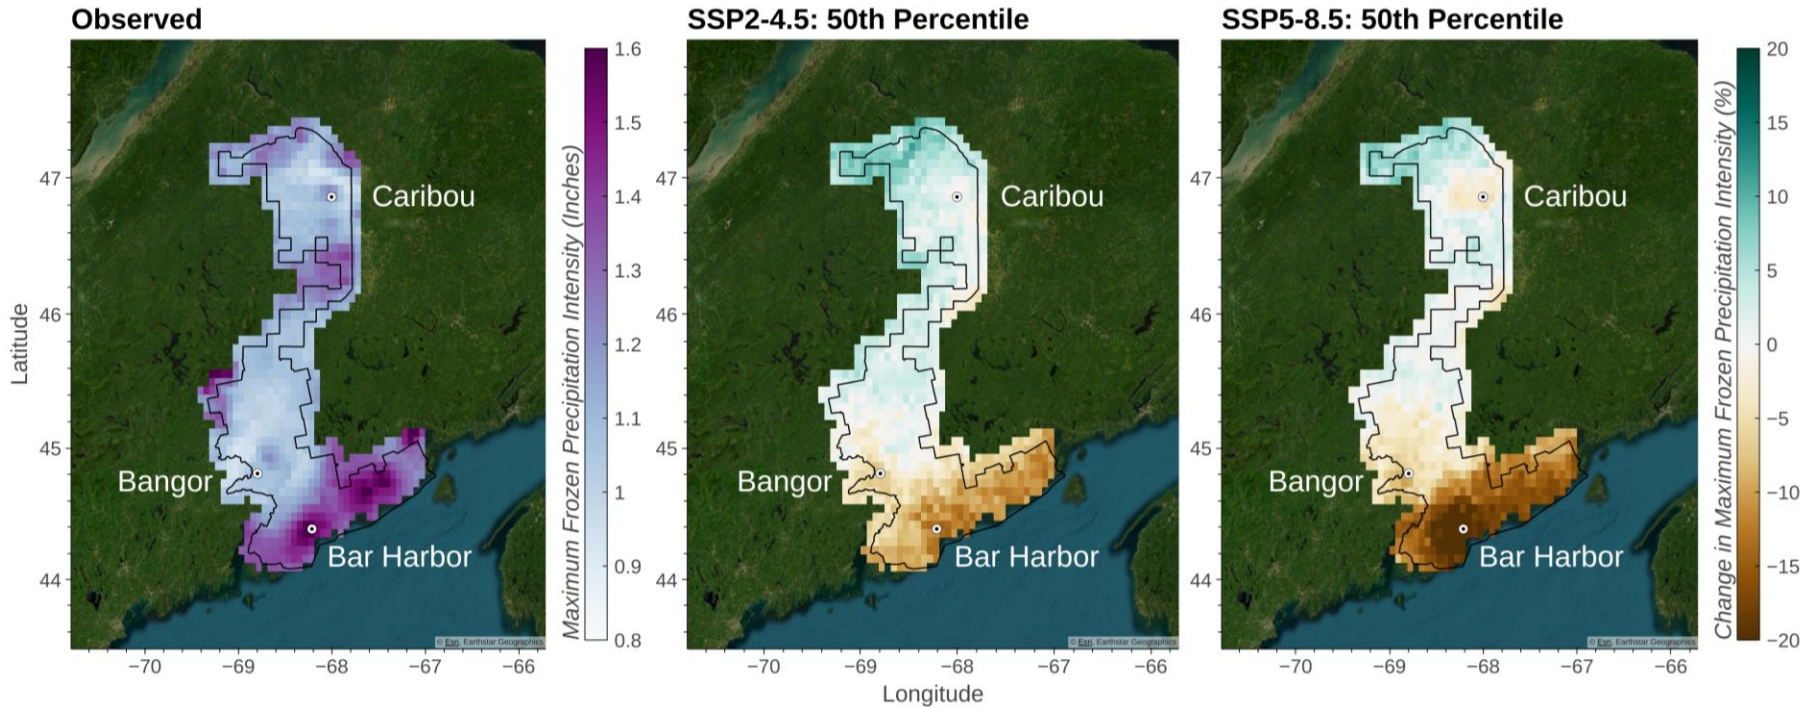 Observed
SSP2-4.5: 50th Percentile
SSP5-8.5: 50th Percentile
Latitude
47
46
45
44
−70
−69
−68
−67
−66
Caribou
Bangor
Bar Harbor
© Esri, Earthstar Geographics
Maximum Frozen Precipitation Intensity (Inches)
1.6
1.5
1.4
1.3
1.2
1.1
1
0.9
0.8
47
46
45
44
−70
−69
−68
−67
−66
Caribou
Bangor
Bar Harbor
© Esri, Earthstar Geographics
Longitude
47
46
45
44
−70
−69
−68
−67
−66
Caribou
Bangor
Bar Harbor
© Esri, Earthstar Geographics
Change in Maximum Frozen Precipitation Intensity (%)
20
15
10
5
0
−5
−10
−15
−20